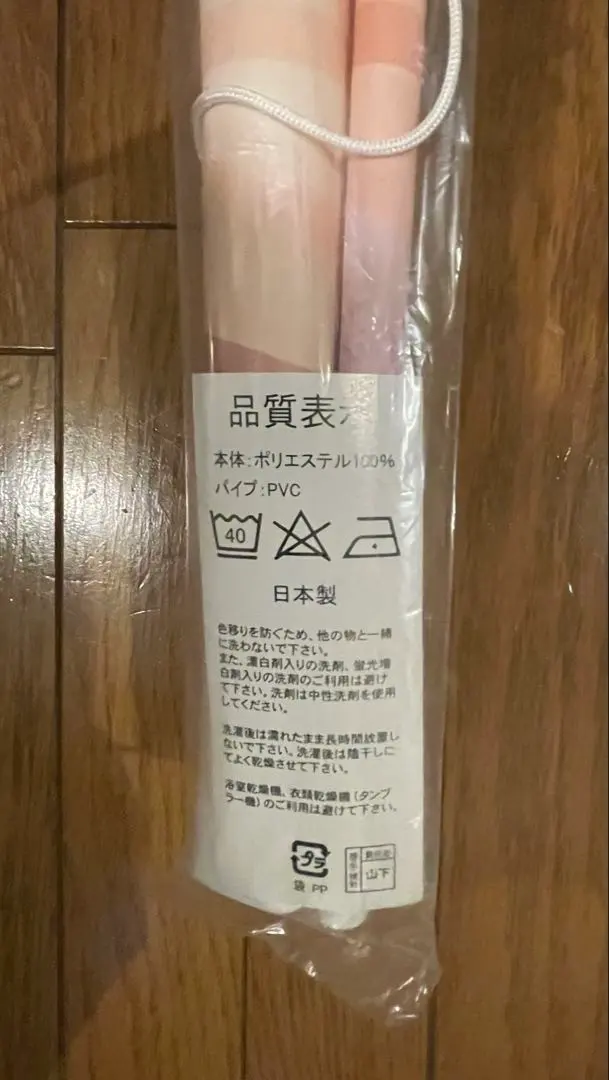 品質表示
本体:ポリエステル100%
パイプ:PVC
40
日本製
色移りを防ぐため、他の物と一緒
に洗わないで下さい。
また、漂白剤入りの洗剤、蛍光増
白剤入りの洗剤のご利用は避け
て下さい。洗剤は中性洗剤を使用
してください。
洗濯後は濡れたまま長時間放置し
ないで下さい。洗濯後は陰干しに
てよく乾燥させて下さい。
浴室乾燥機、衣類乾燥機(タンブ
ラー機)のご利用は避けて下さい。
プラ
袋 PP
山下